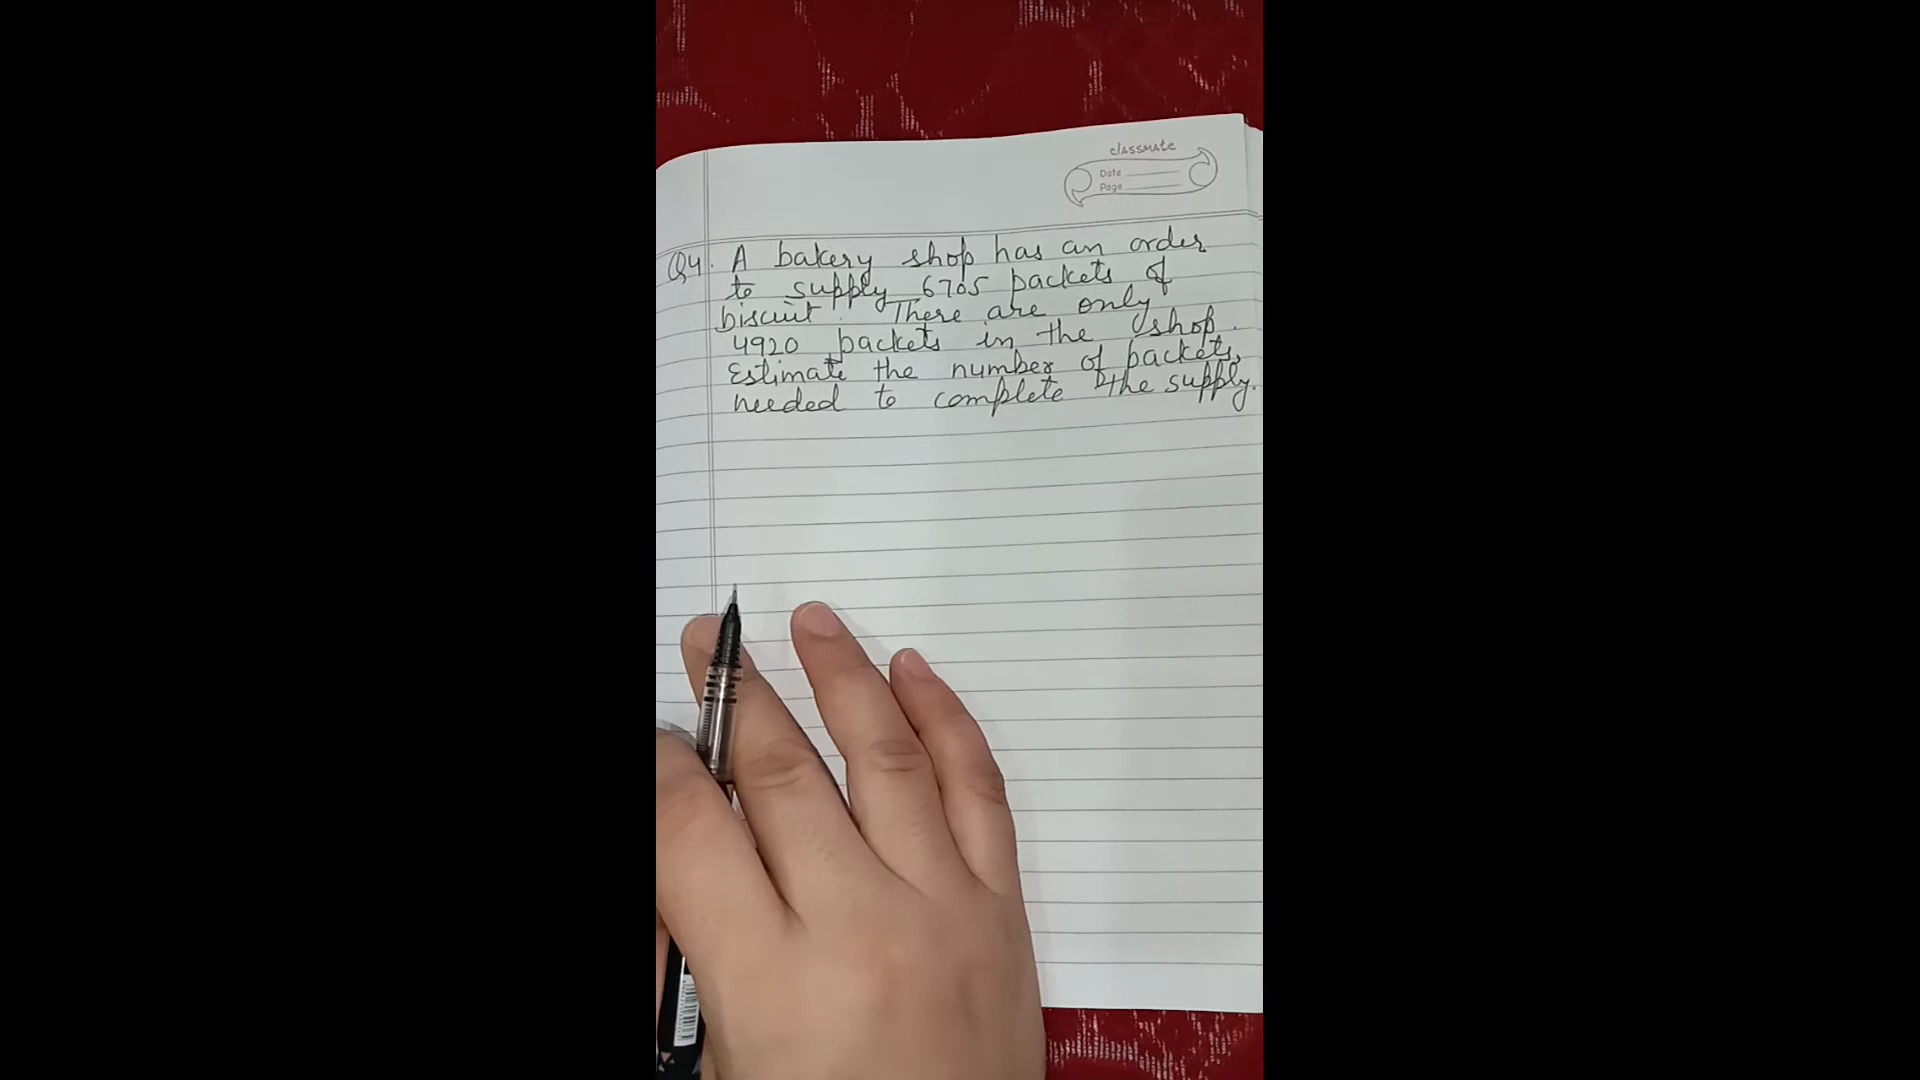 classmate
Date
Page
Q4. A bakery shop has an order
to supply 6705 packets of
biscuit. There are only
4920 packets in the shop.
Estimate the number of packets
needed to complete the supply.